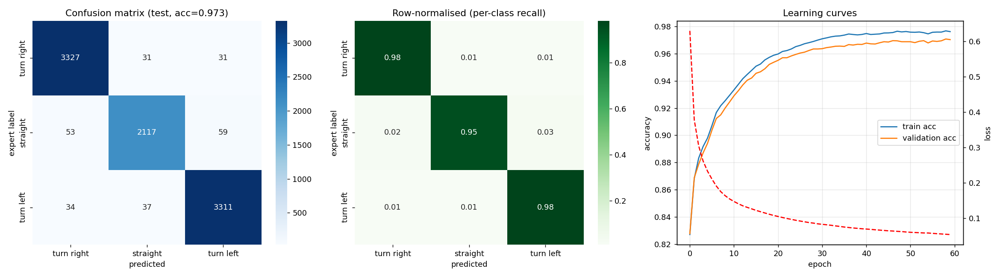 Confusion matrix (test, acc=0.973)
expert label
turn right
straight
turn left
3327 31 31
53 2117 59
34 37 3311
turn right straight turn left
predicted
3000
2500
2000
1500
1000
500
Row-normalised (per-class recall)
expert label
turn right
straight
turn left
0.98 0.01 0.01
0.02 0.95 0.03
0.01 0.01 0.98
turn right straight turn left
predicted
0.8
0.6
0.4
0.2
Learning curves
accuracy
0.98
0.96
0.94
0.92
0.90
0.88
0.86
0.84
0.82
train acc
validation acc
0 10 20 30 40 50 60
epoch
0.6
0.5
0.4
0.3
0.2
0.1
loss